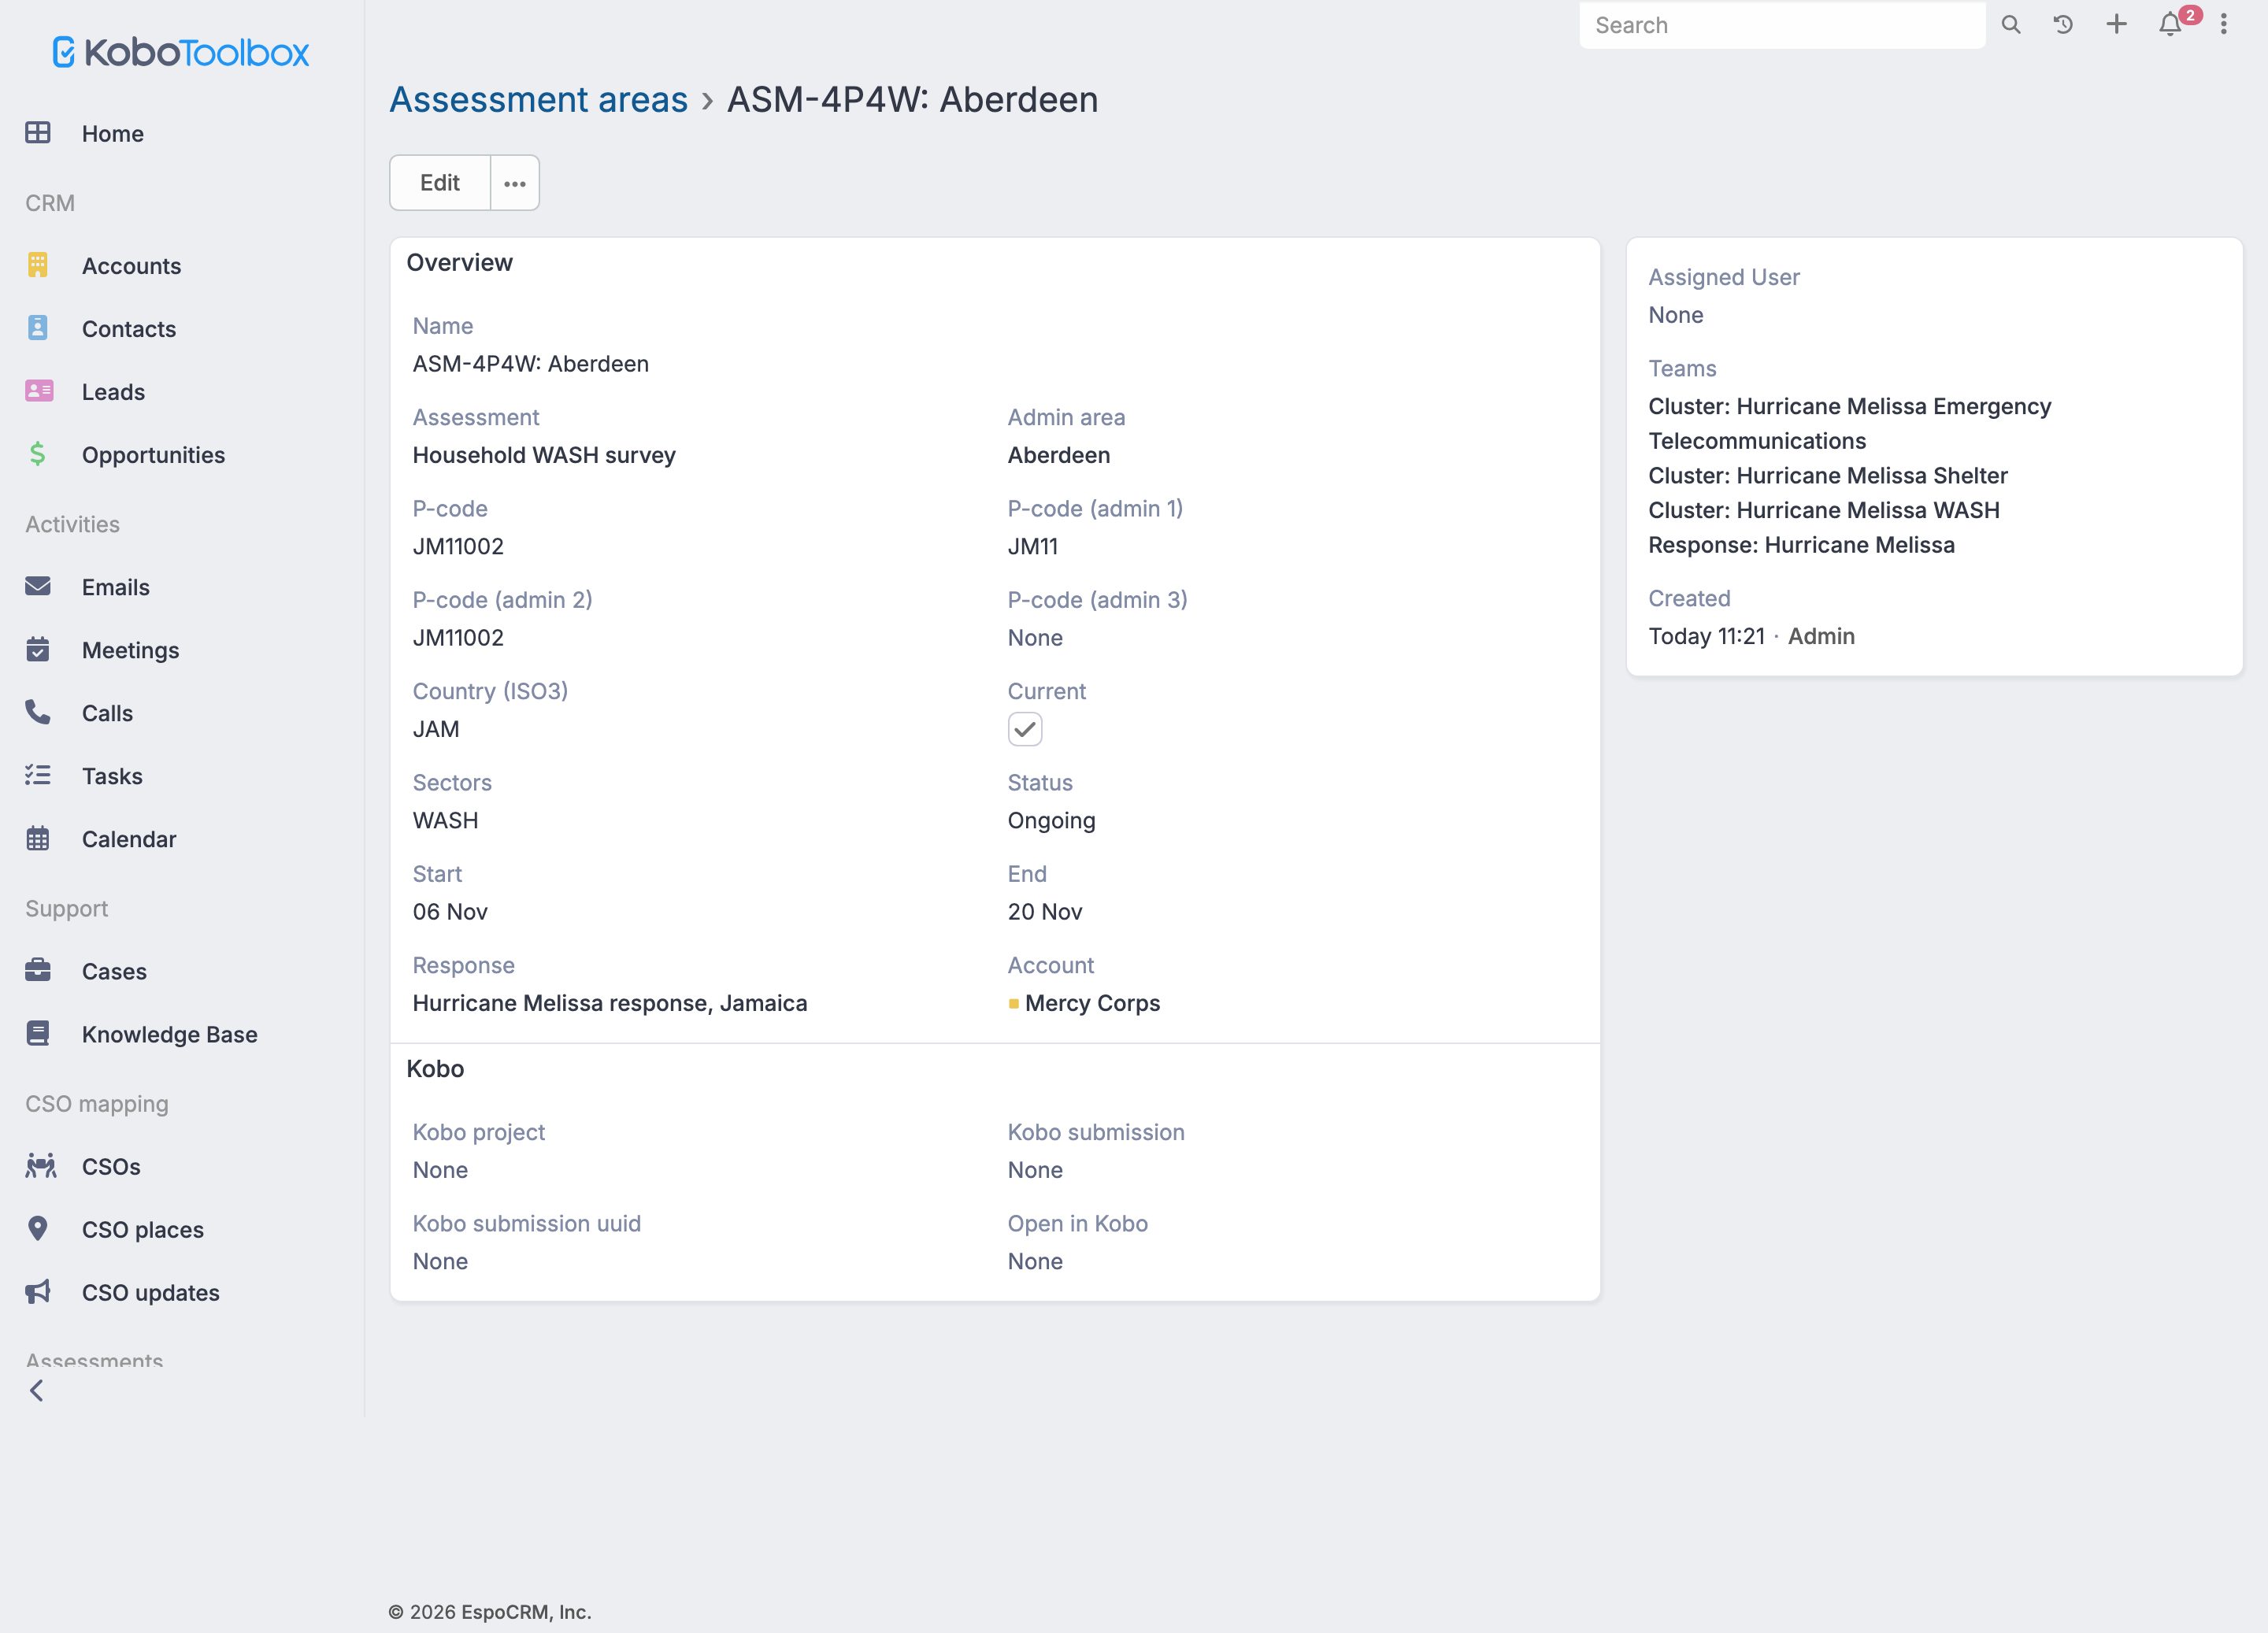 KoboToolbox
Search
2
Home
CRM
Accounts
Contacts
Leads
Opportunities
Activities
Emails
Meetings
Calls
Tasks
Calendar
Support
Cases
Knowledge Base
CSO mapping
CSOs
CSO places
CSO updates
Assessments
Assessment areas › ASM-4P4W: Aberdeen
Edit
Overview
Name
ASM-4P4W: Aberdeen
Assessment
Household WASH survey
Admin area
Aberdeen
P-code
JM11002
P-code (admin 1)
JM11
P-code (admin 2)
JM11002
P-code (admin 3)
None
Country (ISO3)
JAM
Current
Sectors
WASH
Status
Ongoing
Start
06 Nov
End
20 Nov
Response
Hurricane Melissa response, Jamaica
Account
Mercy Corps
Kobo
Kobo project
None
Kobo submission
None
Kobo submission uuid
None
Open in Kobo
None
Assigned User
None
Teams
Cluster: Hurricane Melissa Emergency
Telecommunications
Cluster: Hurricane Melissa Shelter
Cluster: Hurricane Melissa WASH
Response: Hurricane Melissa
Created
Today 11:21 · Admin
© 2026 EspoCRM, Inc.